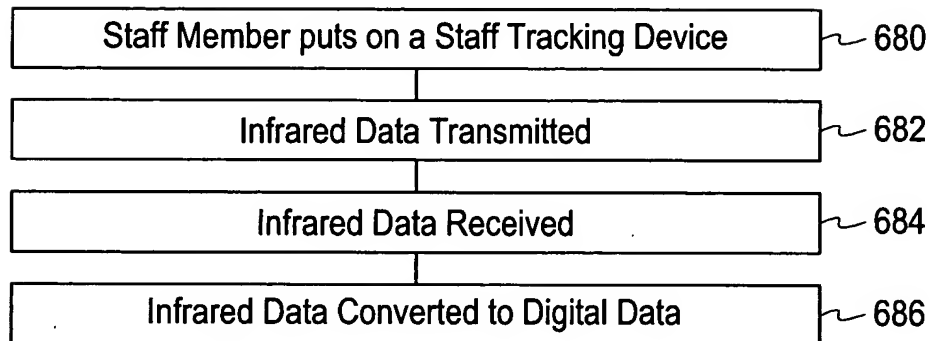 Staff Member puts on a Staff Tracking Device 680
Infrared Data Transmitted 682
Infrared Data Received 684
Infrared Data Converted to Digital Data 686